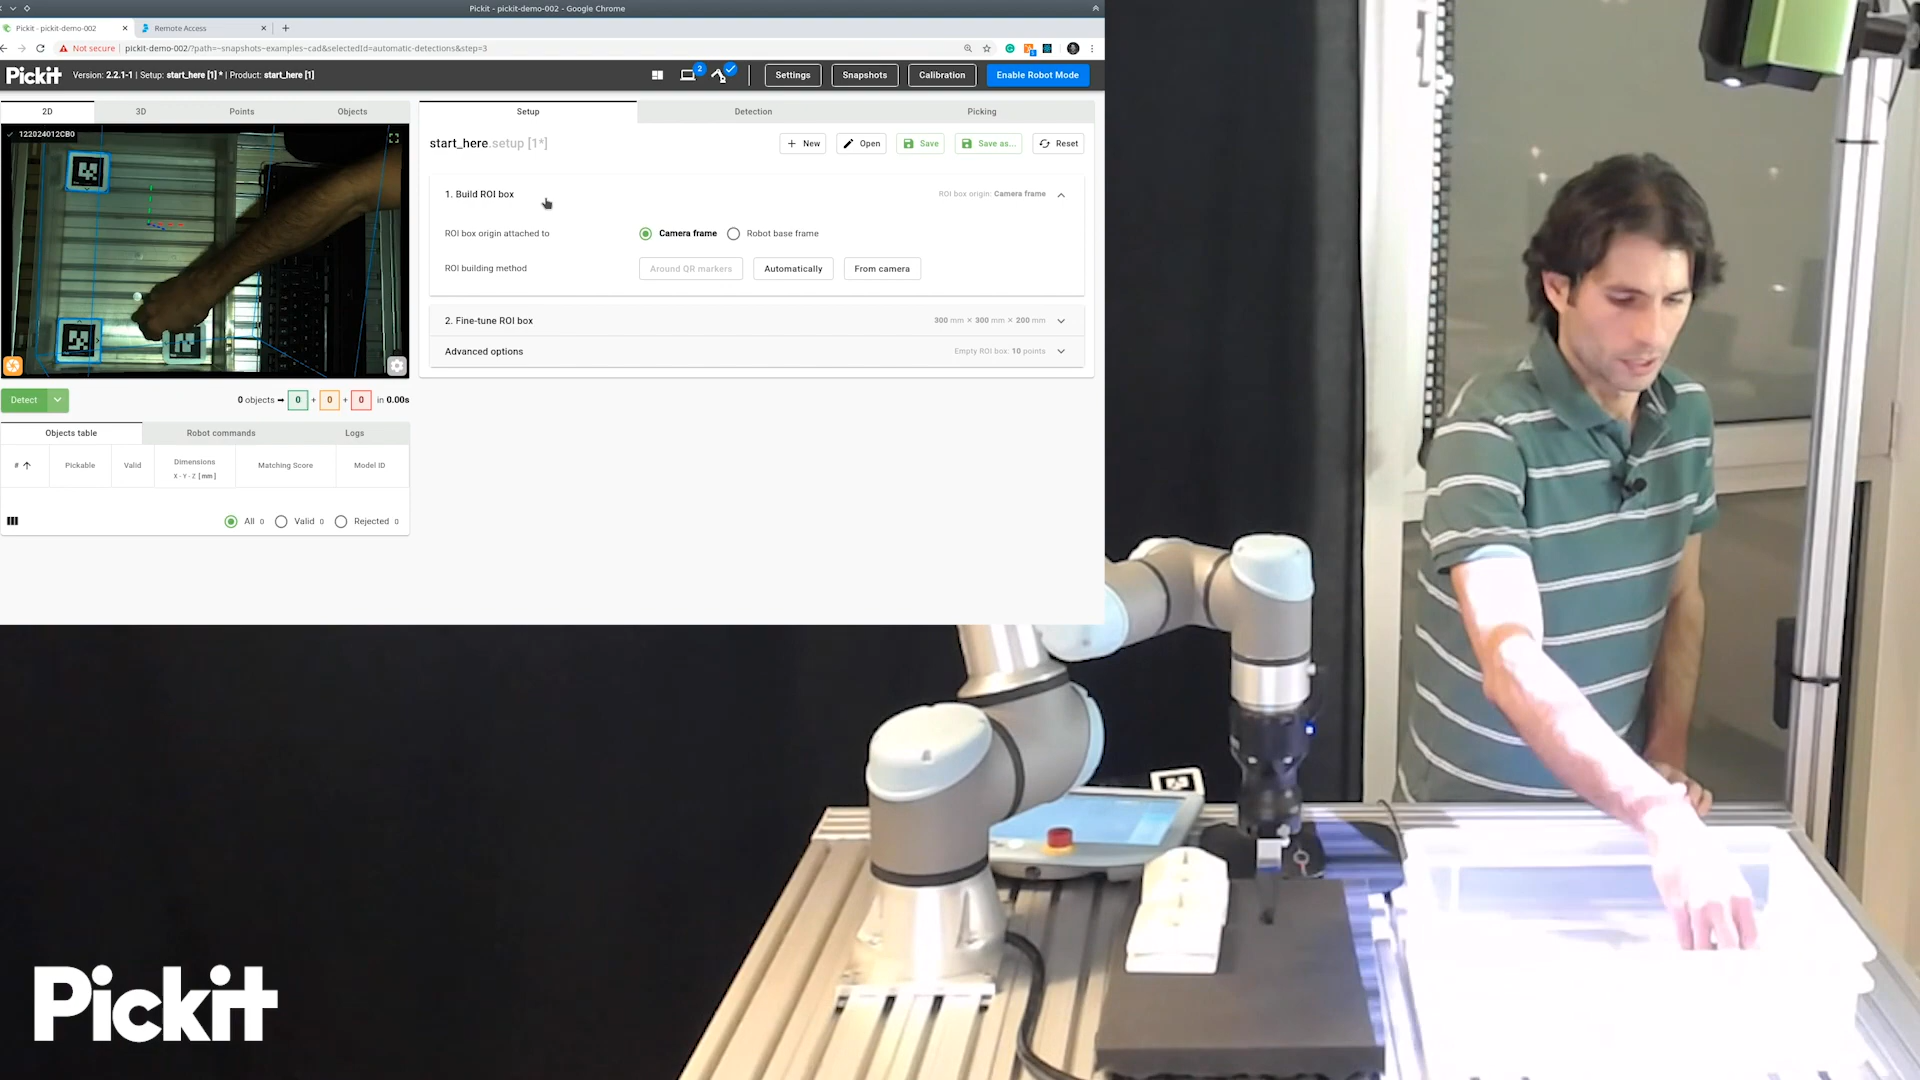 Pickit - pickit-demo-002 - Google Chrome
Pickit - pickit-demo-002
Remote Access
Not secure pickit-demo-002/?path=~snapshots~examples~cad&selectedId=automatic-detections&step=3
Pickit Version: 2.2.1-1 | Setup: start_here [1] * | Product: start_here [1]
2
Settings
Snapshots
Calibration
Enable Robot Mode
2D
3D
Points
Objects
122024012CB0
Setup
Detection
Picking
start_here.setup [1*]
New
Open
Save
Save as...
Reset
1. Build ROI box
ROI box origin: Camera frame
ROI box origin attached to
Camera frame
Robot base frame
ROI building method
Around QR markers
Automatically
From camera
2. Fine-tune ROI box
300 mm × 300 mm × 200 mm
Advanced options
Empty ROI box: 10 points
Detect
0 objects
0 + 0 + 0 in 0.00s
Objects table
Robot commands
Logs
#
Pickable
Valid
Dimensions
X - Y - Z [mm]
Matching Score
Model ID
All 0
Valid 0
Rejected 0
Pickit